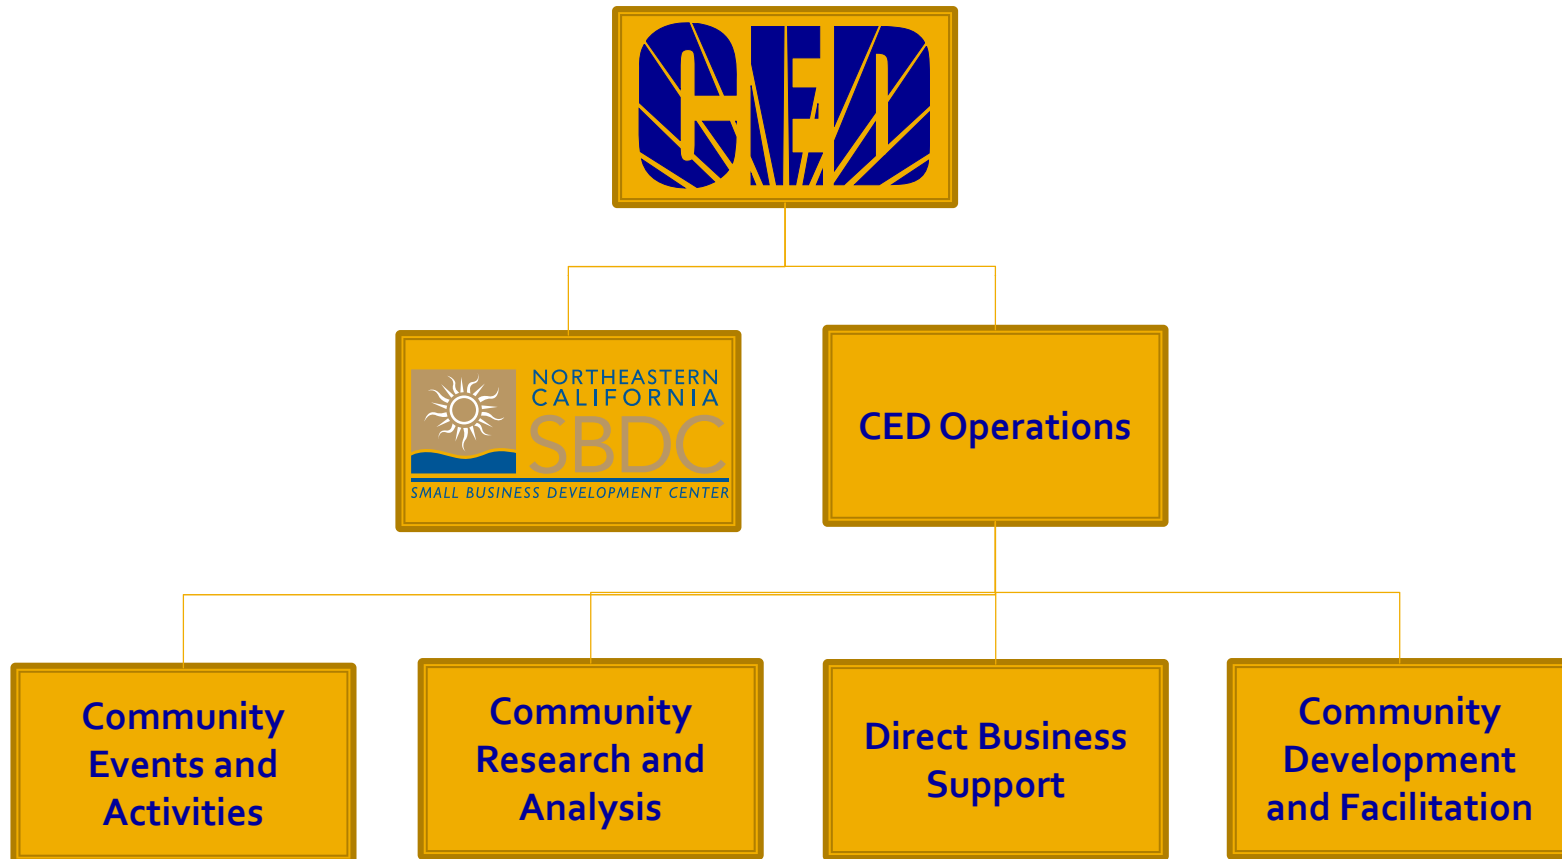 CED
NORTHEASTERN
CALIFORNIA
SBDC
SMALL BUSINESS DEVELOPMENT CENTER
CED Operations
Community
Events and
Activities
Community
Research and
Analysis
Direct Business
Support
Community
Development
and Facilitation